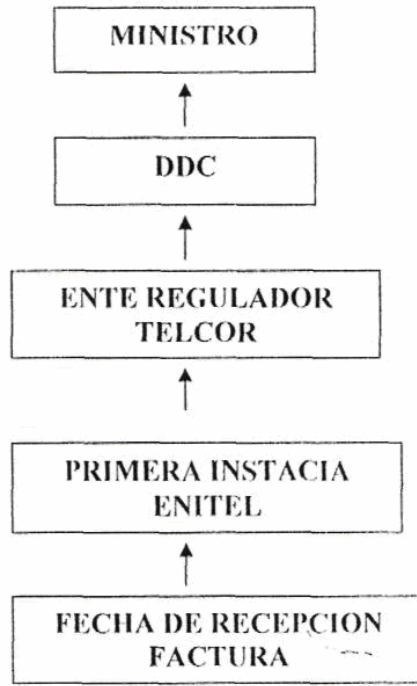 MINISTRO
DDC
ENTE REGULADOR
TELCOR
PRIMERA INSTACIA
ENITEL
FECHA DE RECEPCION
FACTURA